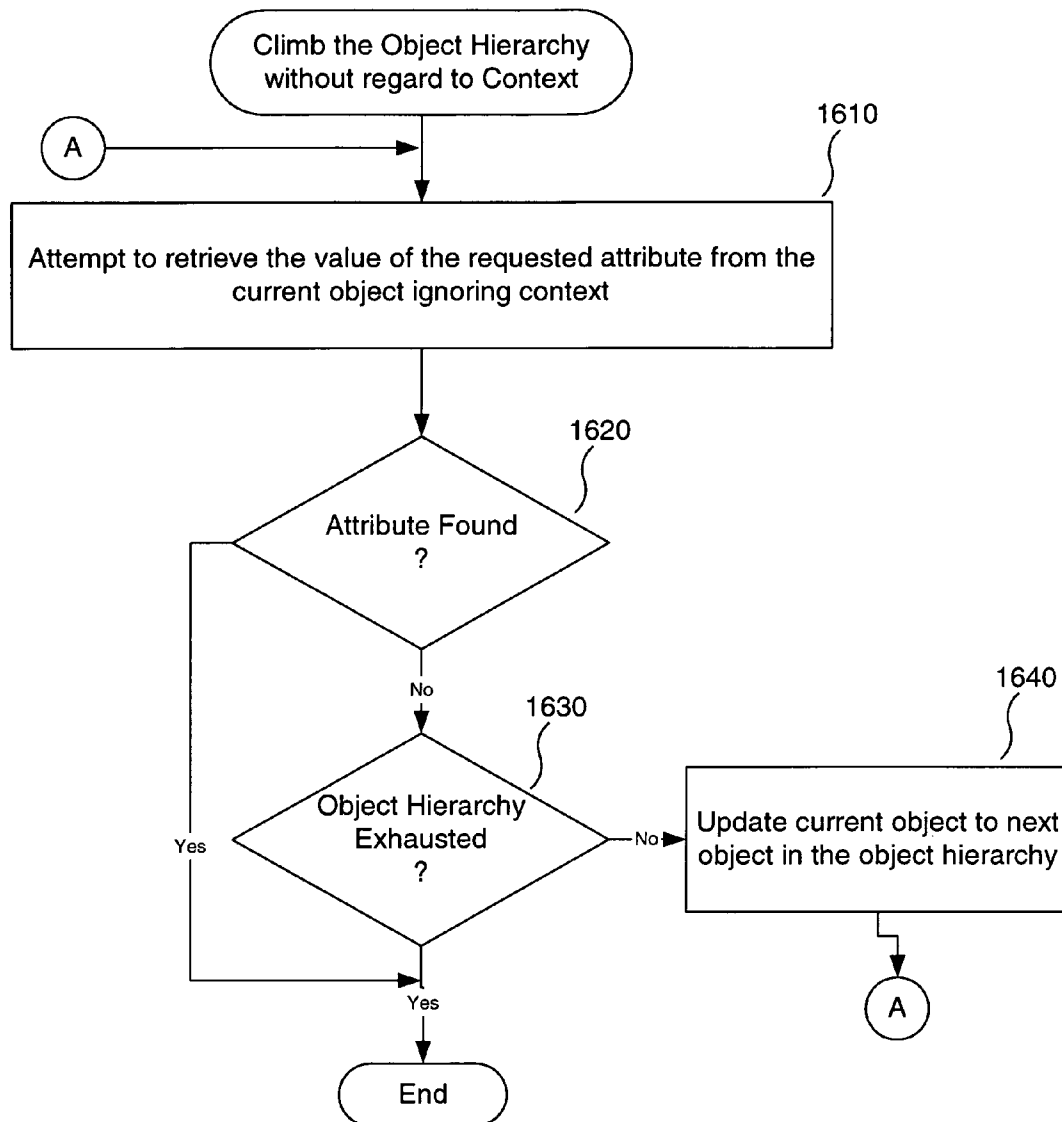 Climb the Object Hierarchy
without regard to Context
A
1610
Attempt to retrieve the value of the requested attribute from the
current object ignoring context
1620
Attribute Found
?
No
1630
1640
Object Hierarchy
Exhausted
?
Yes
No
Update current object to next
object in the object hierarchy
Yes
A
End